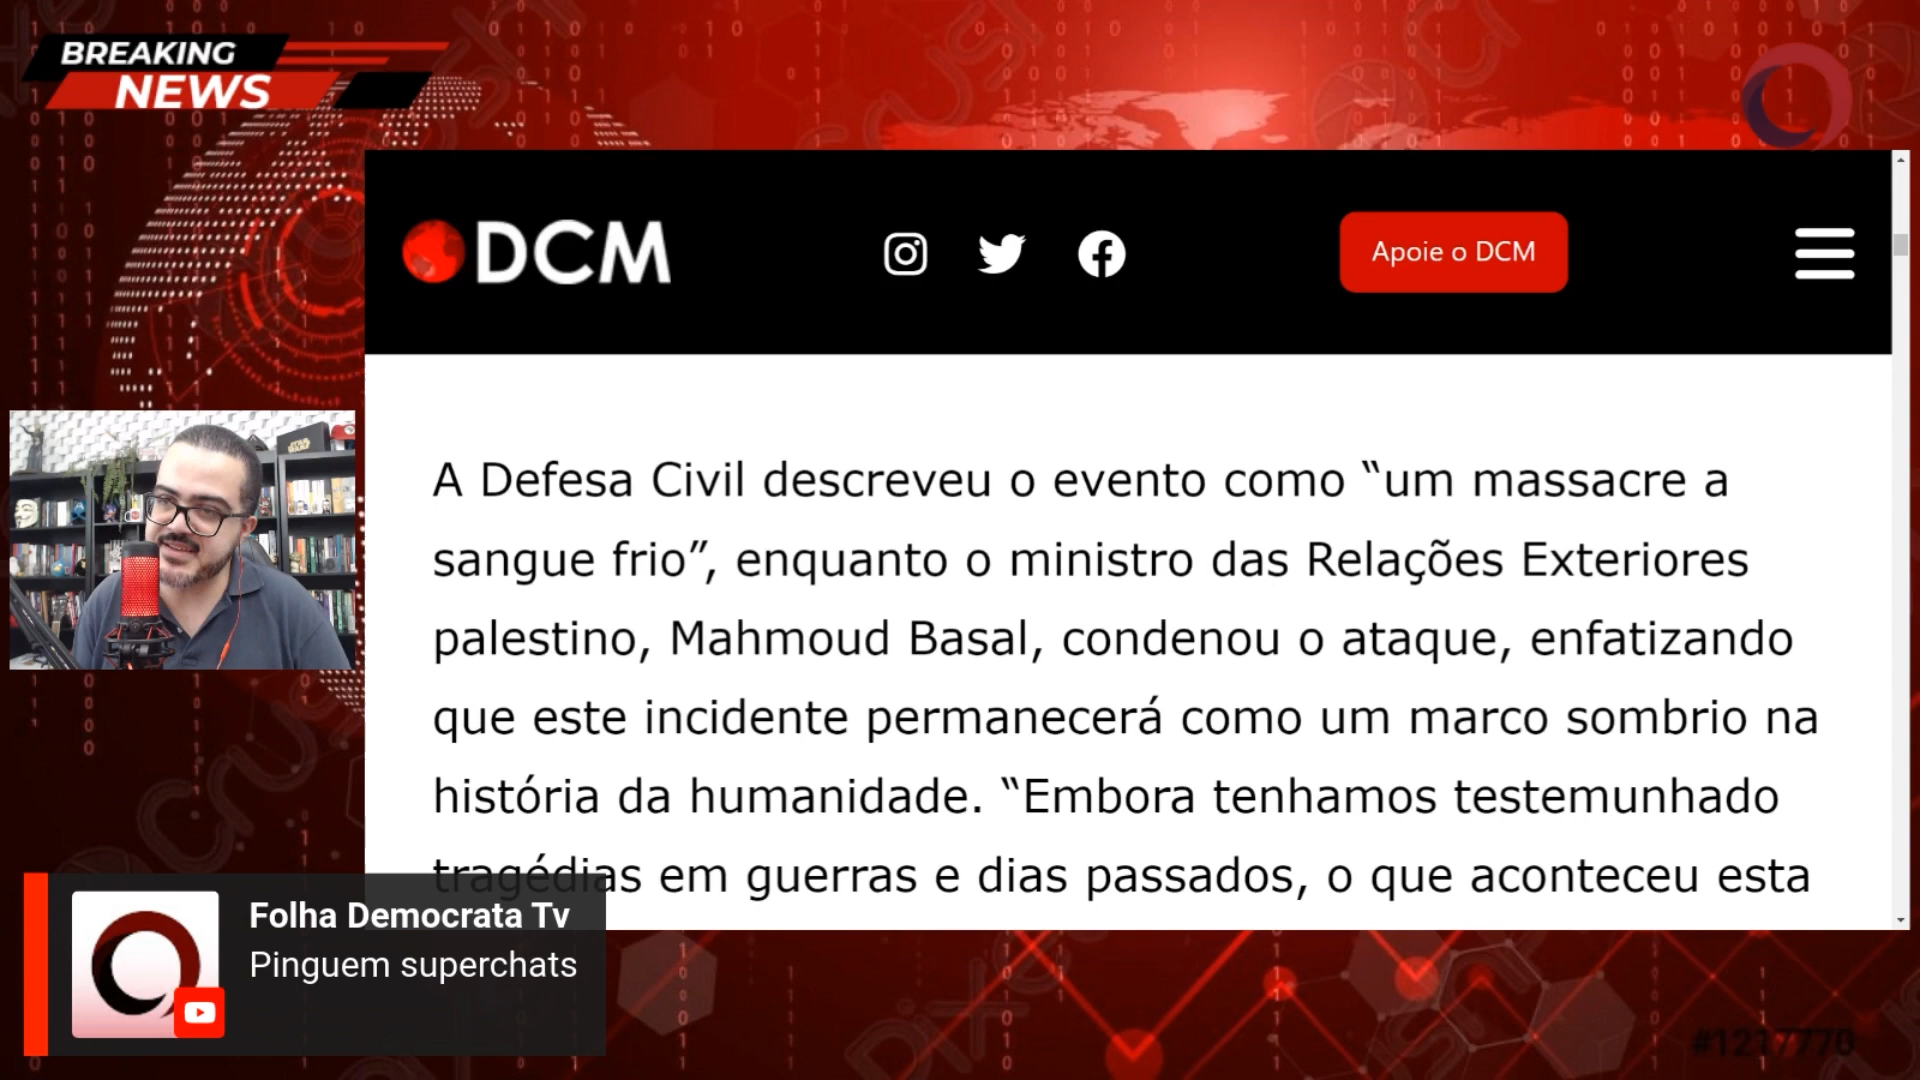 BREAKING
NEWS
DCM
Apoie o DCM
A Defesa Civil descreveu o evento como “um massacre a
sangue frio”, enquanto o ministro das Relações Exteriores
palestino, Mahmoud Basal, condenou o ataque, enfatizando
que este incidente permanecerá como um marco sombrio na
história da humanidade. “Embora tenhamos testemunhado
tragédias em guerras e dias passados, o que aconteceu esta
Folha Democrata Tv
Pinguem superchats